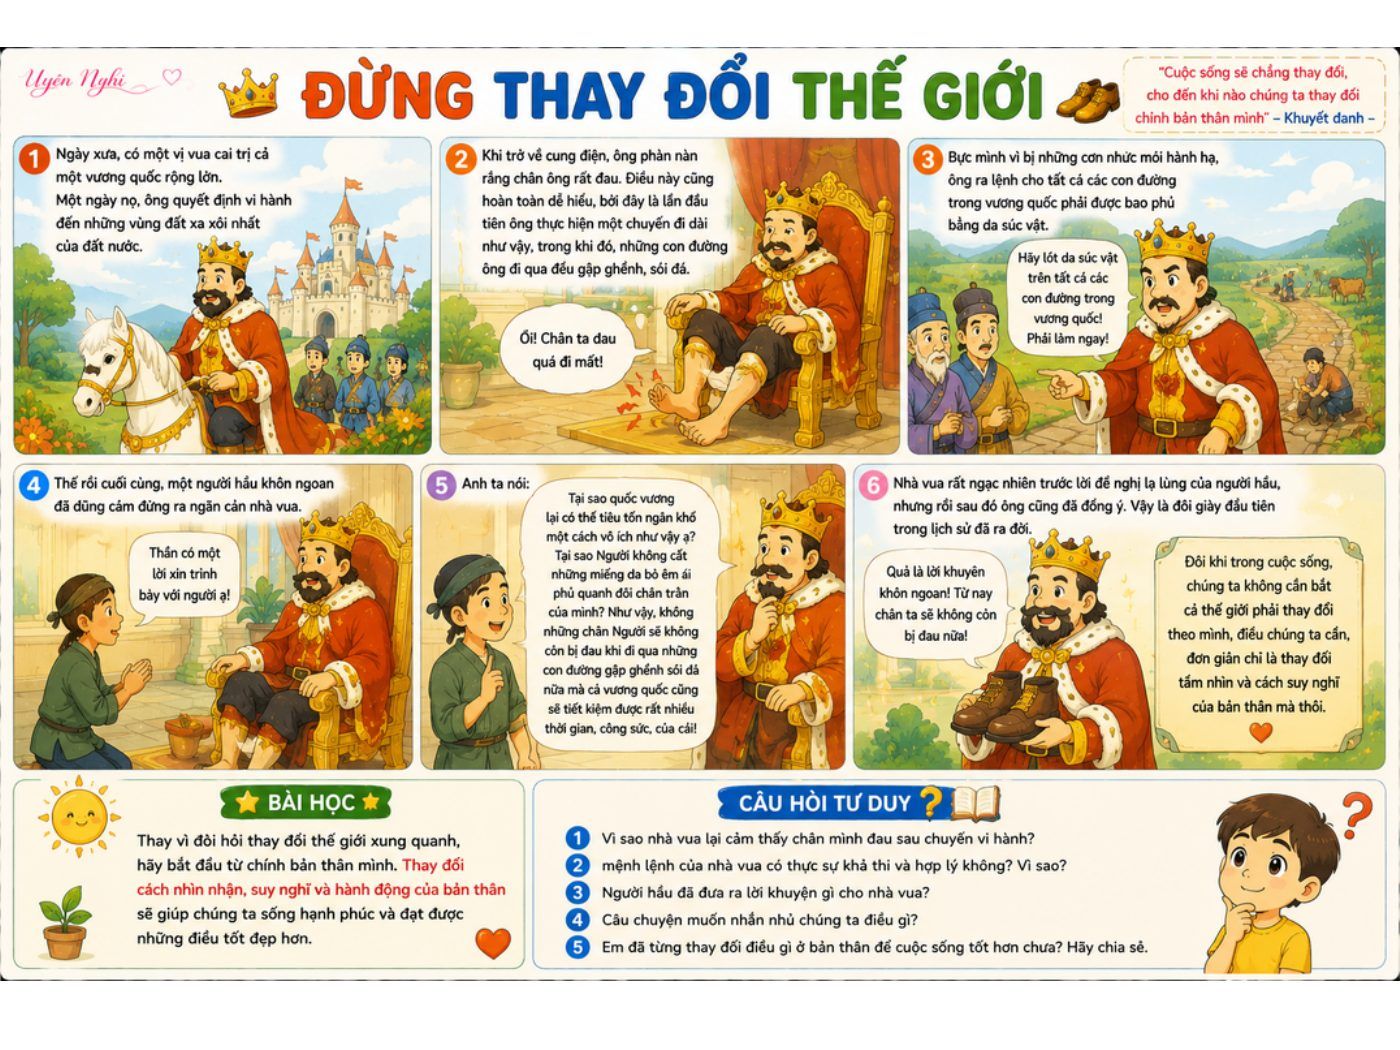 Uyên Nghi
ĐỪNG THAY ĐỔI THẾ GIỚI
"Cuộc sống sẽ chẳng thay đổi,
cho đến khi nào chúng ta thay đổi
chính bản thân mình" – Khuyết danh –
1
Ngày xưa, có một vị vua cai trị cả
một vương quốc rộng lớn.
Một ngày nọ, ông quyết định vi hành
đến những vùng đất xa xôi nhất
của đất nước.
2
Khi trở về cung điện, ông phàn nàn
rằng chân ông rất đau. Điều này cũng
hoàn toàn dễ hiểu, bởi đây là lần đầu
tiên ông thực hiện một chuyến đi dài
như vậy, trong khi đó, những con đường
ông đi qua đều gập ghềnh, sỏi đá.
Ối! Chân ta đau
quá đi mất!
3
Bực mình vì bị những cơn nhức mỏi hành hạ,
ông ra lệnh cho tất cả các con đường
trong vương quốc phải được bao phủ
bằng da súc vật.
Hãy lót da súc vật
trên tất cả các
con đường trong
vương quốc!
Phải làm ngay!
4
Thế rồi cuối cùng, một người hầu khôn ngoan
đã dũng cảm đứng ra ngăn cản nhà vua.
Thần có một
lời xin trình
bày với người ạ!
5
Anh ta nói:
Tại sao quốc vương
lại có thể tiêu tốn ngân khố
một cách vô ích như vậy ạ?
Tại sao Người không cắt
những miếng da bò êm ái
phủ quanh đôi chân trần
của mình? Như vậy, không
những chân Người sẽ không
còn bị đau khi đi qua những
con đường gập ghềnh sỏi đá
nữa mà cả vương quốc cũng
sẽ tiết kiệm được rất nhiều
thời gian, công sức, của cải!
6
Nhà vua rất ngạc nhiên trước lời đề nghị lạ lùng của người hầu,
nhưng rồi sau đó ông cũng đã đồng ý. Vậy là đôi giày đầu tiên
trong lịch sử đã ra đời.
Quả là lời khuyên
khôn ngoan! Từ nay
chân ta sẽ không còn
bị đau nữa!
Đôi khi trong cuộc sống,
chúng ta không cần bắt
cả thế giới phải thay đổi
theo mình, điều chúng ta cần,
đơn giản chỉ là thay đổi
tầm nhìn và cách suy nghĩ
của bản thân mà thôi.
BÀI HỌC
Thay vì đòi hỏi thay đổi thế giới xung quanh,
hãy bắt đầu từ chính bản thân mình. Thay đổi
cách nhìn nhận, suy nghĩ và hành động của bản thân
sẽ giúp chúng ta sống hạnh phúc và đạt được
những điều tốt đẹp hơn.
CÂU HỎI TƯ DUY ?
1 Vì sao nhà vua lại cảm thấy chân mình đau sau chuyến vi hành?
2 mệnh lệnh của nhà vua có thực sự khả thi và hợp lý không? Vì sao?
3 Người hầu đã đưa ra lời khuyện gì cho nhà vua?
4 Câu chuyện muốn nhắn nhủ chúng ta điều gì?
5 Em đã từng thay đổi điều gì ở bản thân để cuộc sống tốt hơn chưa? Hãy chia sẻ.
?